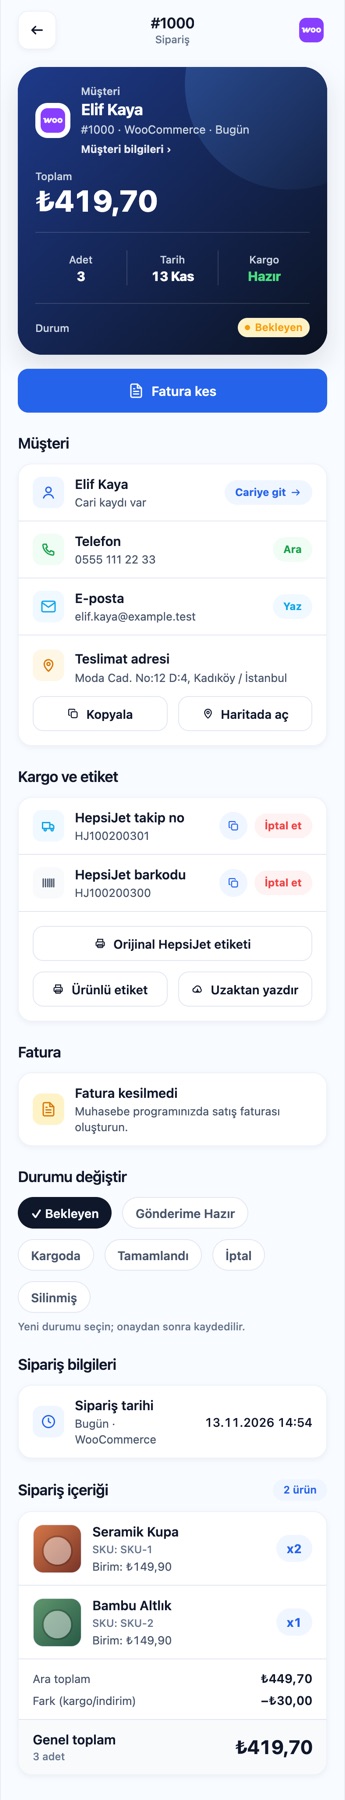 #1000
Sipariş
woo
Müşteri
woo
Elif Kaya
#1000 · WooCommerce · Bugün
Müşteri bilgileri ›
Toplam
₺419,70
Adet
3
Tarih
13 Kas
Kargo
Hazır
Durum
Bekleyen
Fatura kes
Müşteri
Elif Kaya
Cari kaydı var
Cariye git →
Telefon
0555 111 22 33
Ara
E-posta
elif.kaya@example.test
Yaz
Teslimat adresi
Moda Cad. No:12 D:4, Kadıköy / İstanbul
Kopyala
Haritada aç
Kargo ve etiket
HepsiJet takip no
HJ100200301
İptal et
HepsiJet barkodu
HJ100200300
İptal et
Orijinal HepsiJet etiketi
Ürünlü etiket
Uzaktan yazdır
Fatura
Fatura kesilmedi
Muhasebe programınızda satış faturası
oluşturun.
Durumu değiştir
✓ Bekleyen
Gönderime Hazır
Kargoda
Tamamlandı
İptal
Silinmiş
Yeni durumu seçin; onaydan sonra kaydedilir.
Sipariş bilgileri
Sipariş tarihi
Bugün ·
WooCommerce
13.11.2026 14:54
Sipariş içeriği
2 ürün
Seramik Kupa
SKU: SKU-1
Birim: ₺149,90
x2
Bambu Altlık
SKU: SKU-2
Birim: ₺149,90
x1
Ara toplam
₺449,70
Fark (kargo/indirim)
−₺30,00
Genel toplam
3 adet
₺419,70